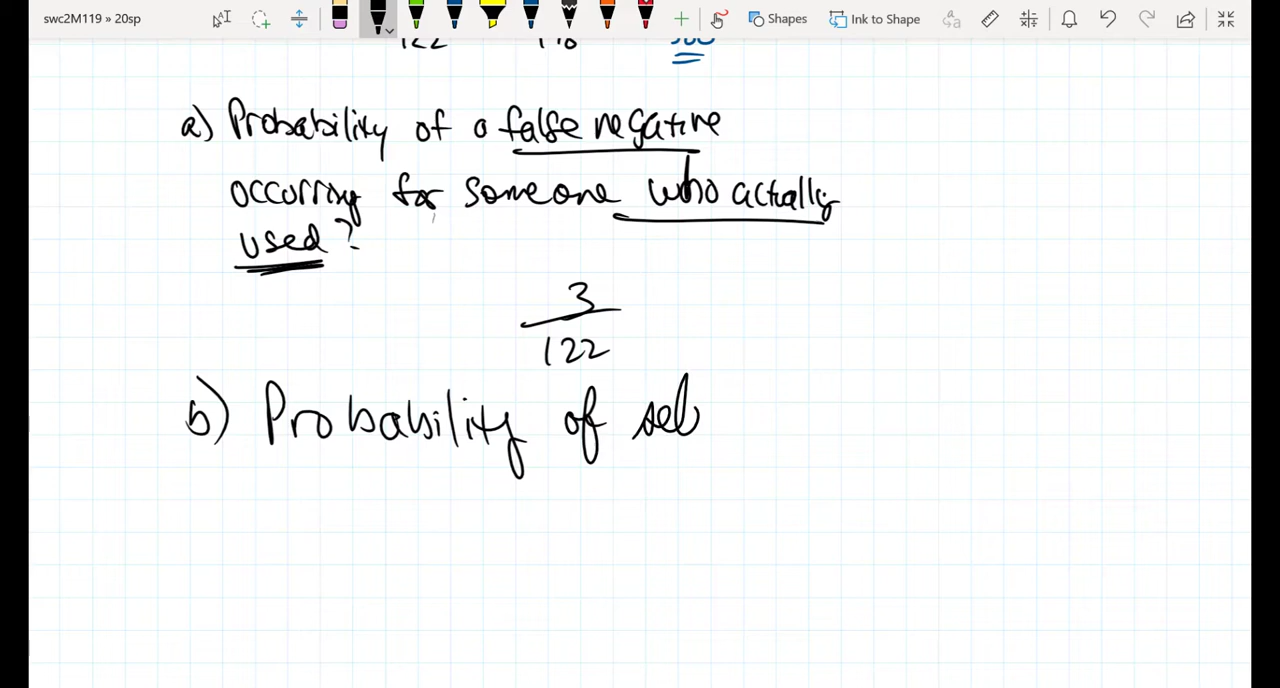 swc2M119 » 20sp
Shapes
Ink to Shape
122
a) Probability of a false negative
occurring for someone who actually
used?
3
122
b) Probability of sel